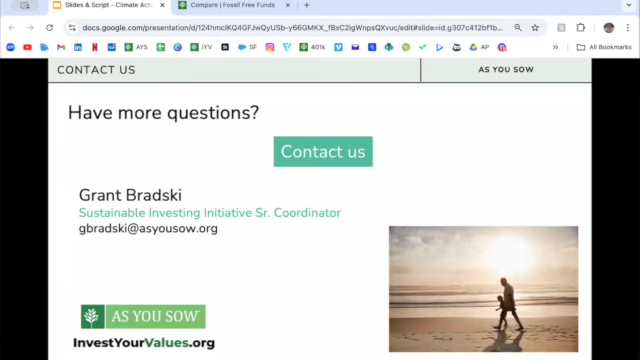 Slides & Script - Climate Acti
Compare | Fossil Free Funds
docs.google.com/presentation/d/124hmclKQ4GFJwQyUSb-y66GMKX_fBxC2igWnpsQXvuc/edit#slide=id.g307c412bf1b...
AYS
IYV
SF
401k
AP
All Bookmarks
CONTACT US
AS YOU SOW
Have more questions?
Contact us
Grant Bradski
Sustainable Investing Initiative Sr. Coordinator
gbradski@asyousow.org
AS YOU SOW
InvestYourValues.org